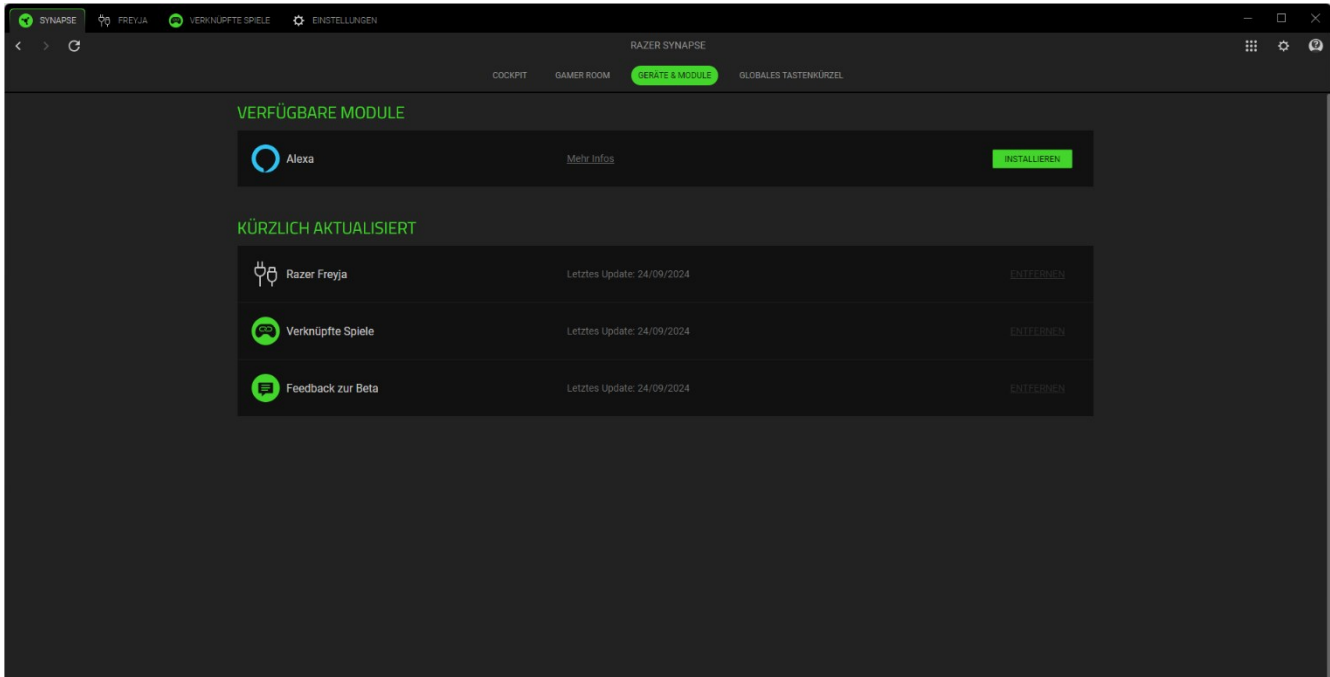 SYNAPSE FREYJA VERKNÜPFTE SPIELE EINSTELLUNGEN
RAZER SYNAPSE
COCKPIT GAMER ROOM GERÄTE & MODULE GLOBALES TASTENKÜRZEL
VERFÜGBARE MODULE
Alexa Mehr Infos INSTALLIEREN
KÜRZLICH AKTUALISIERT
Razer Freyja Letztes Update: 24/09/2024 ENTFERNEN
Verknüpfte Spiele Letztes Update: 24/09/2024 ENTFERNEN
Feedback zur Beta Letztes Update: 24/09/2024 ENTFERNEN